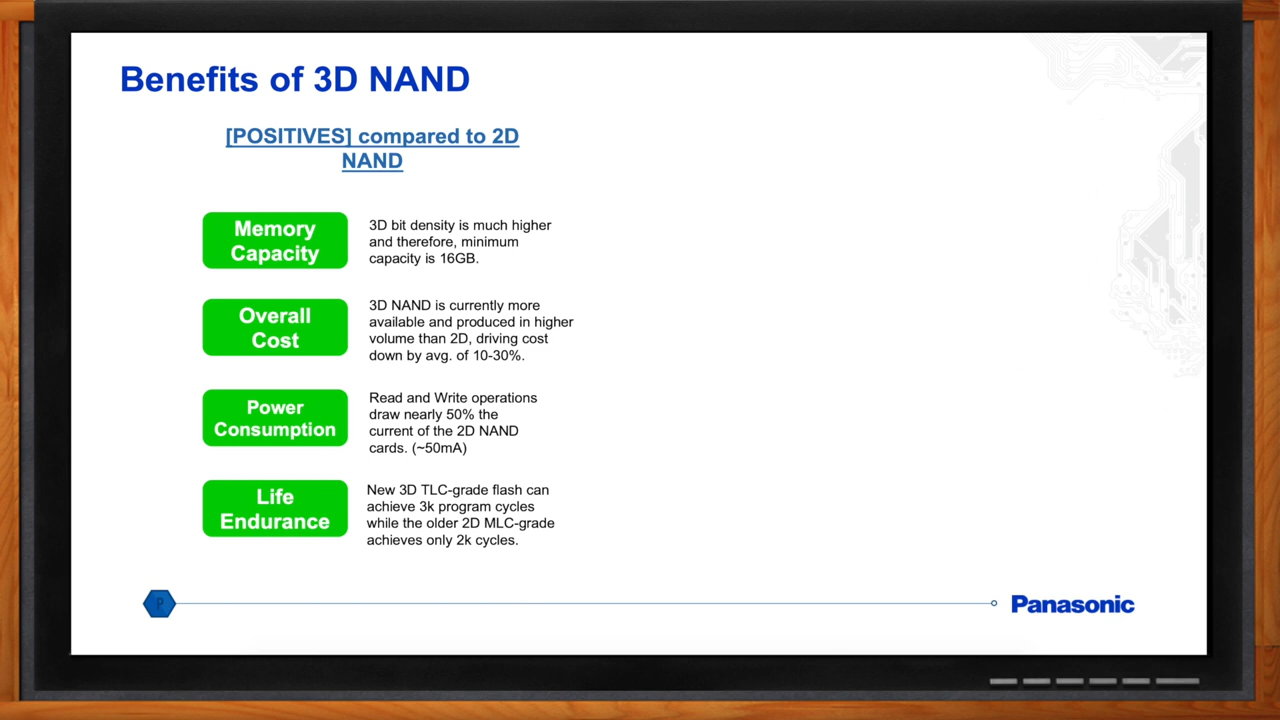 Benefits of 3D NAND
[POSITIVES] compared to 2D
NAND
Memory
Capacity
3D bit density is much higher
and therefore, minimum
capacity is 16GB.
Overall
Cost
3D NAND is currently more
available and produced in higher
volume than 2D, driving cost
down by avg. of 10-30%.
Power
Consumption
Read and Write operations
draw nearly 50% the
current of the 2D NAND
cards. (~50mA)
Life
Endurance
New 3D TLC-grade flash can
achieve 3k program cycles
while the older 2D MLC-grade
achieves only 2k cycles.
P
Panasonic